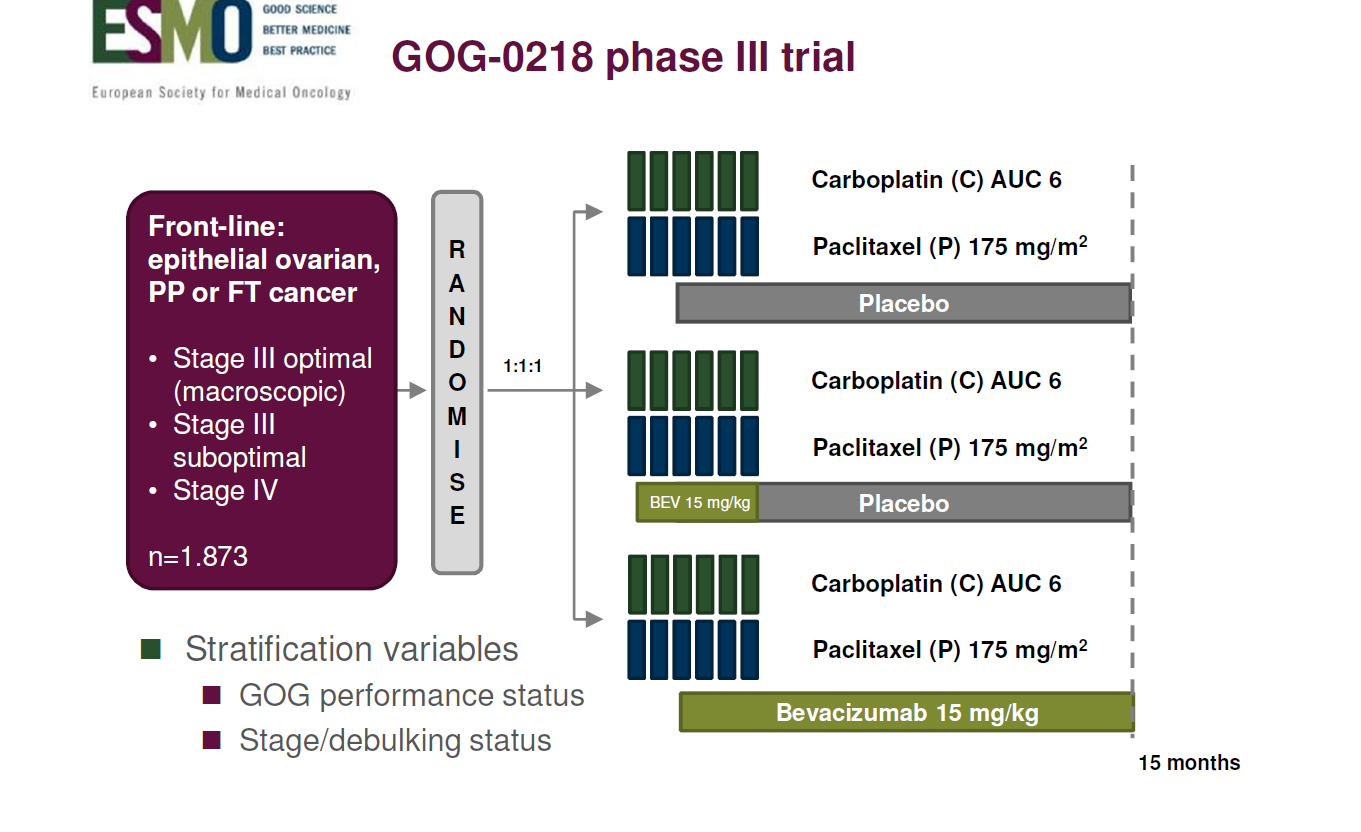 ESMO
GOOD SCIENCE
BETTER MEDICINE
BEST PRACTICE
European Society for Medical Oncology
GOG-0218 phase III trial
Front-line:
epithelial ovarian,
PP or FT cancer
• Stage III optimal
(macroscopic)
• Stage III
suboptimal
• Stage IV
n=1.873
R
A
N
D
O
M
I
S
E
1:1:1
Carboplatin (C) AUC 6
Paclitaxel (P) 175 mg/m²
Placebo
Carboplatin (C) AUC 6
Paclitaxel (P) 175 mg/m²
BEV 15 mg/kg
Placebo
Carboplatin (C) AUC 6
Paclitaxel (P) 175 mg/m²
Bevacizumab 15 mg/kg
15 months
Stratification variables
GOG performance status
Stage/debulking status